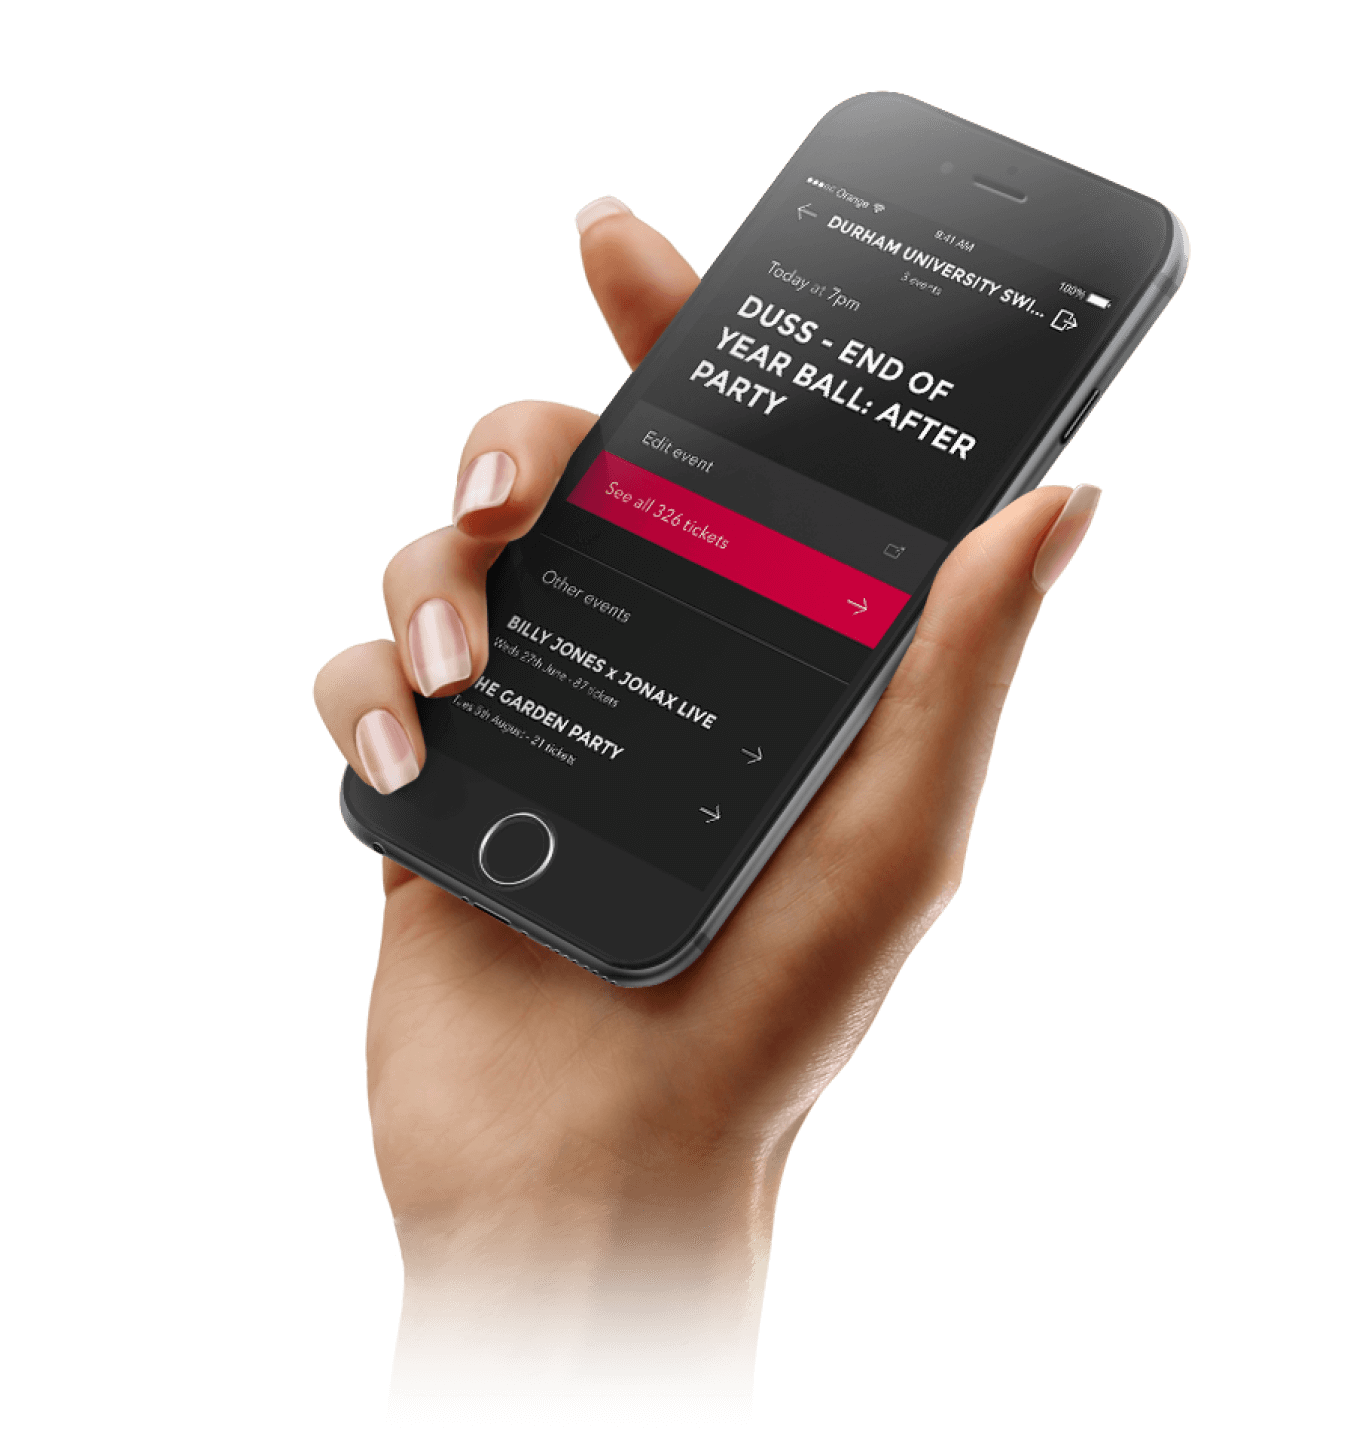 Orange
9:41 AM
100%
DURHAM UNIVERSITY SWI...
3 events
Today at 7pm
DUSS - END OF
YEAR BALL: AFTER
PARTY
Edit event
See all 326 tickets
Other events
BILLY JONES x JONAX LIVE
Weds 27th June - 87 tickets
HE GARDEN PARTY
Tues 5th August - 21 tickets